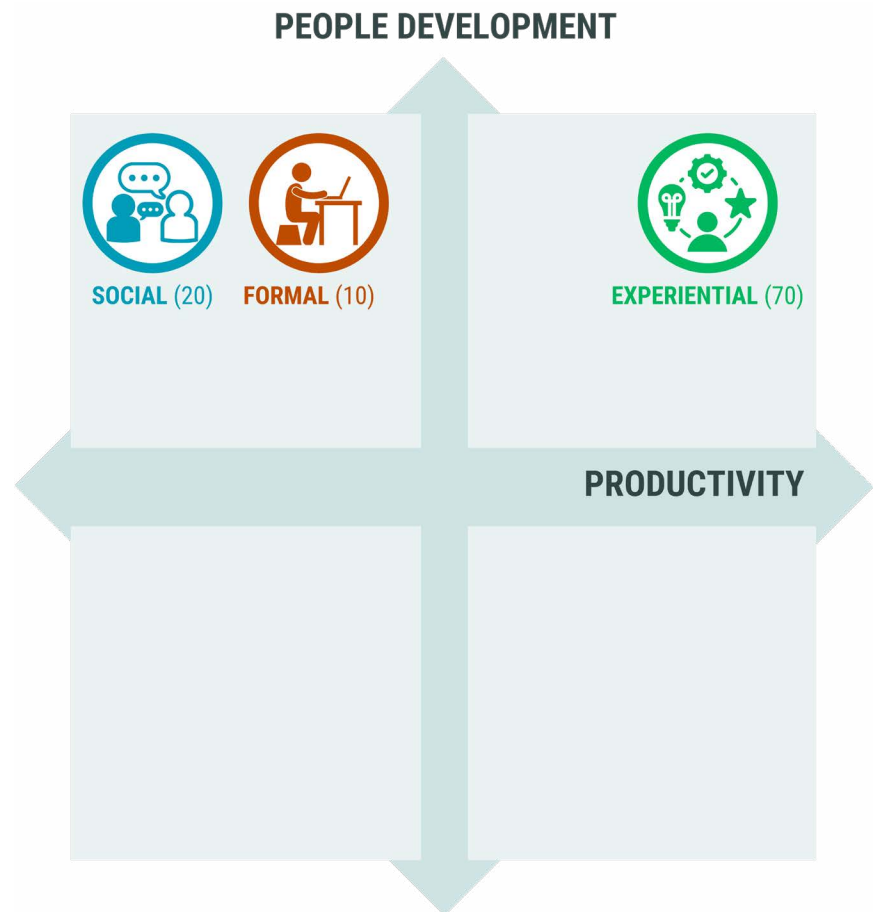 PEOPLE DEVELOPMENT
SOCIAL (20)
FORMAL (10)
EXPERIENTIAL (70)
PRODUCTIVITY